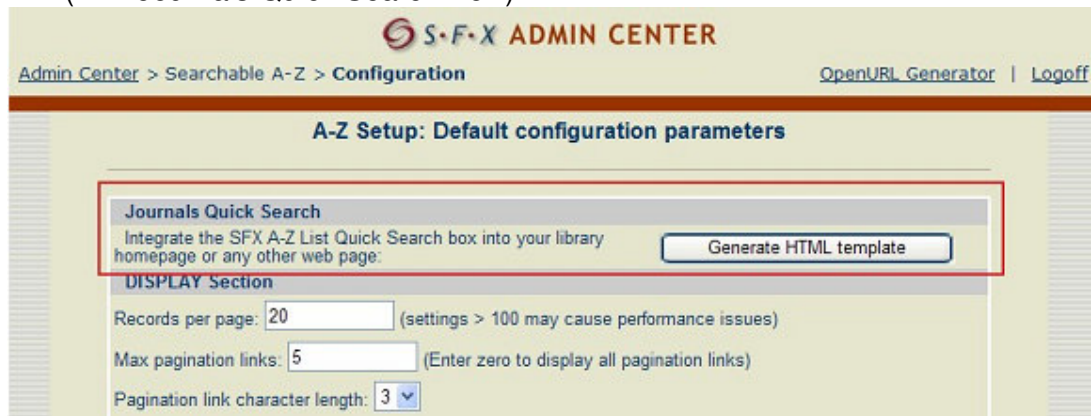 S·F·X ADMIN CENTER
Admin Center > Searchable A-Z > Configuration OpenURL Generator | Logoff
A-Z Setup: Default configuration parameters
Journals Quick Search
Integrate the SFX A-Z List Quick Search box into your library
homepage or any other web page:
Generate HTML template
DISPLAY Section
Records per page: 20 (settings > 100 may cause performance issues)
Max pagination links: 5 (Enter zero to display all pagination links)
Pagination link character length: 3